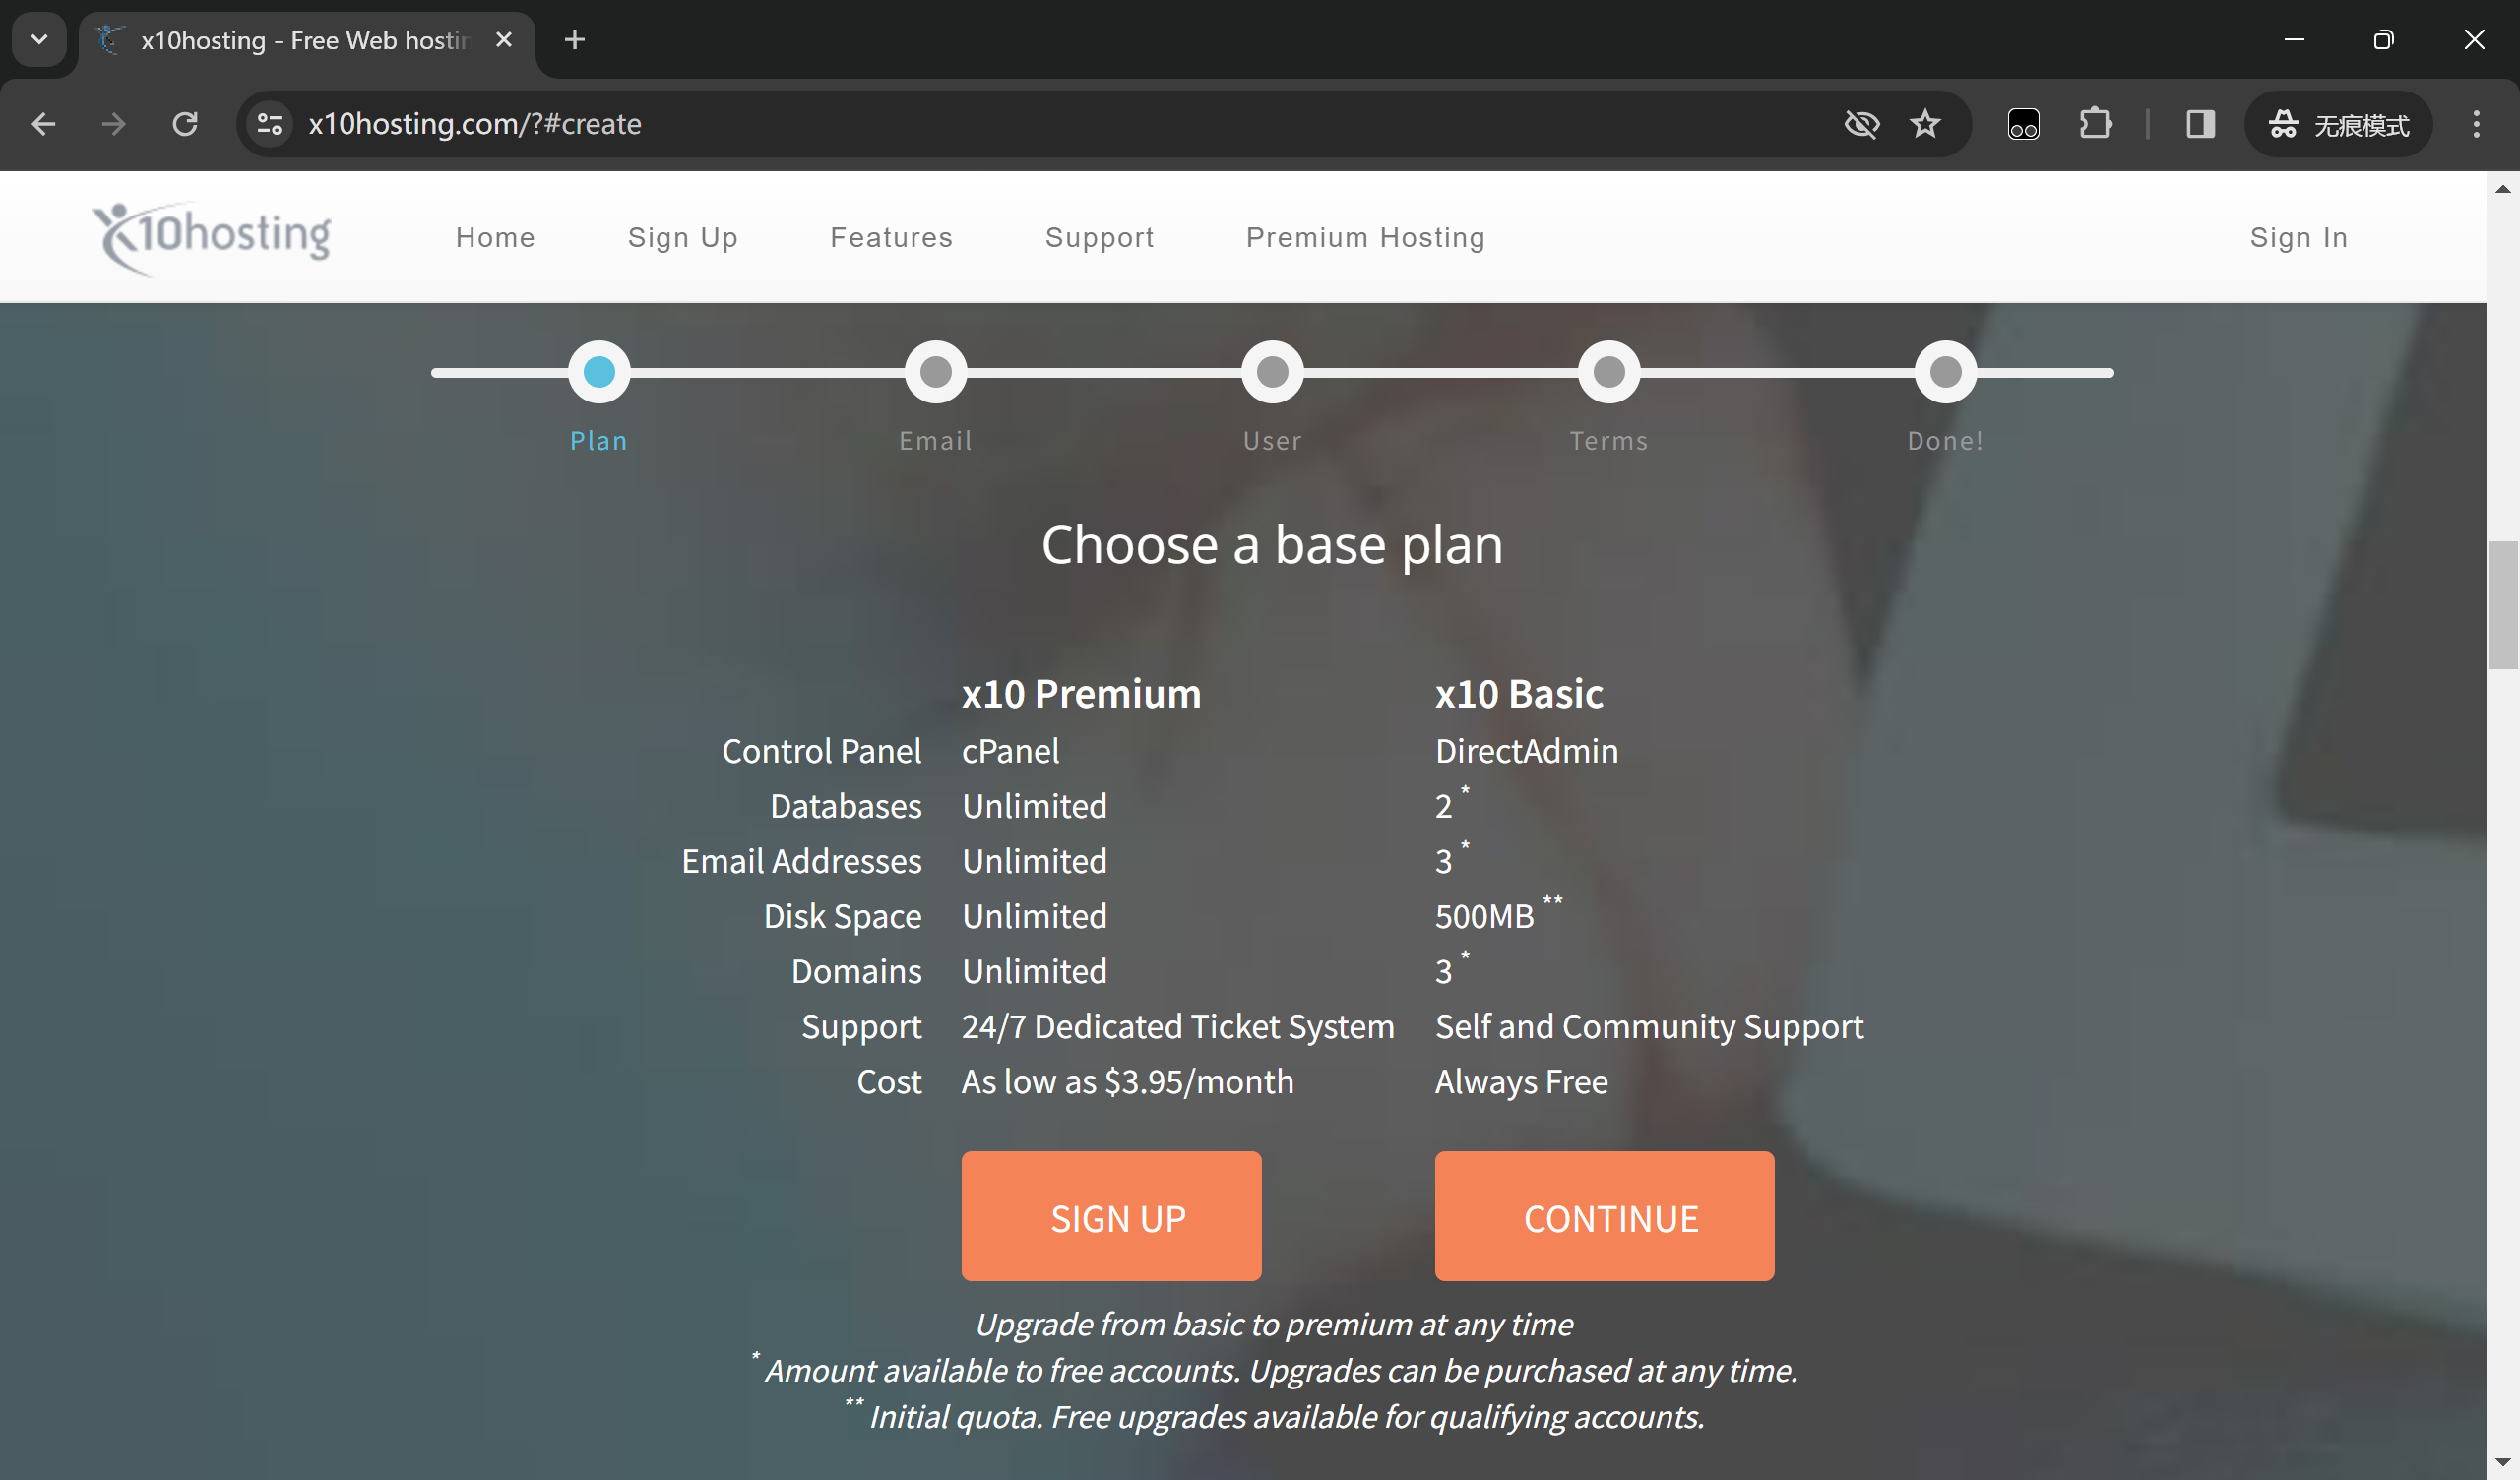 x10hosting - Free Web hostin
x10hosting.com/?#create
无痕模式
x10hosting
Home Sign Up Features Support Premium Hosting Sign In
Plan Email User Terms Done!
Choose a base plan
x10 Premium x10 Basic
Control Panel cPanel DirectAdmin
Databases Unlimited 2 *
Email Addresses Unlimited 3 *
Disk Space Unlimited 500MB **
Domains Unlimited 3 *
Support 24/7 Dedicated Ticket System Self and Community Support
Cost As low as $3.95/month Always Free
SIGN UP CONTINUE
Upgrade from basic to premium at any time
* Amount available to free accounts. Upgrades can be purchased at any time.
** Initial quota. Free upgrades available for qualifying accounts.